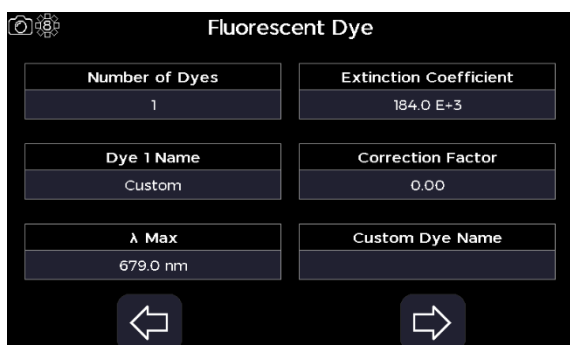 8
Fluorescent Dye
Number of Dyes
1
Extinction Coefficient
184.0 E+3
Dye 1 Name
Custom
Correction Factor
0.00
λ Max
679.0 nm
Custom Dye Name